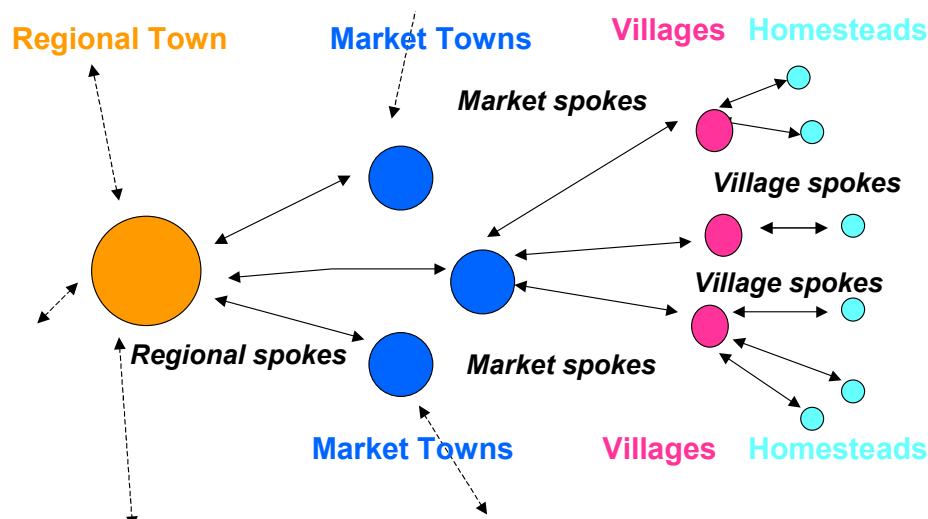 Regional Town
Market Towns
Villages
Homesteads
Market spokes
Village spokes
Village spokes
Regional spokes
Market spokes
Market Towns
Villages
Homesteads